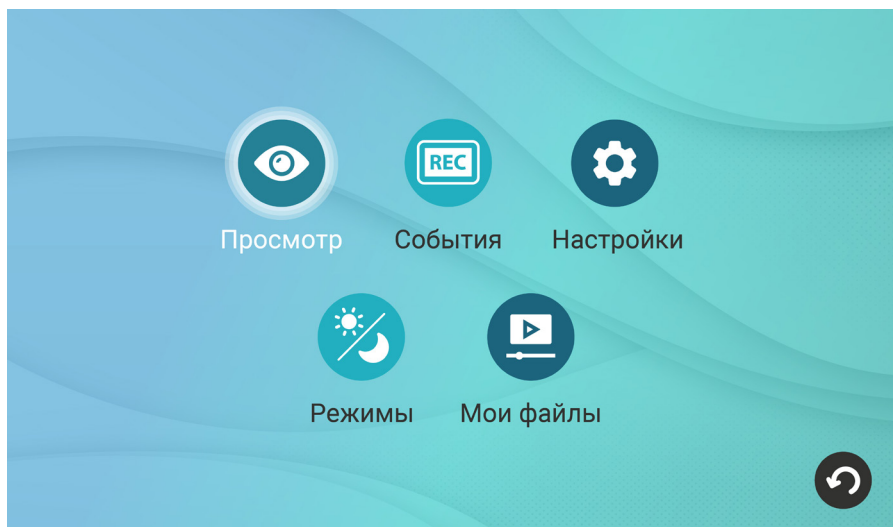 REC
Просмотр
События
Настройки
Режимы
Мои файлы